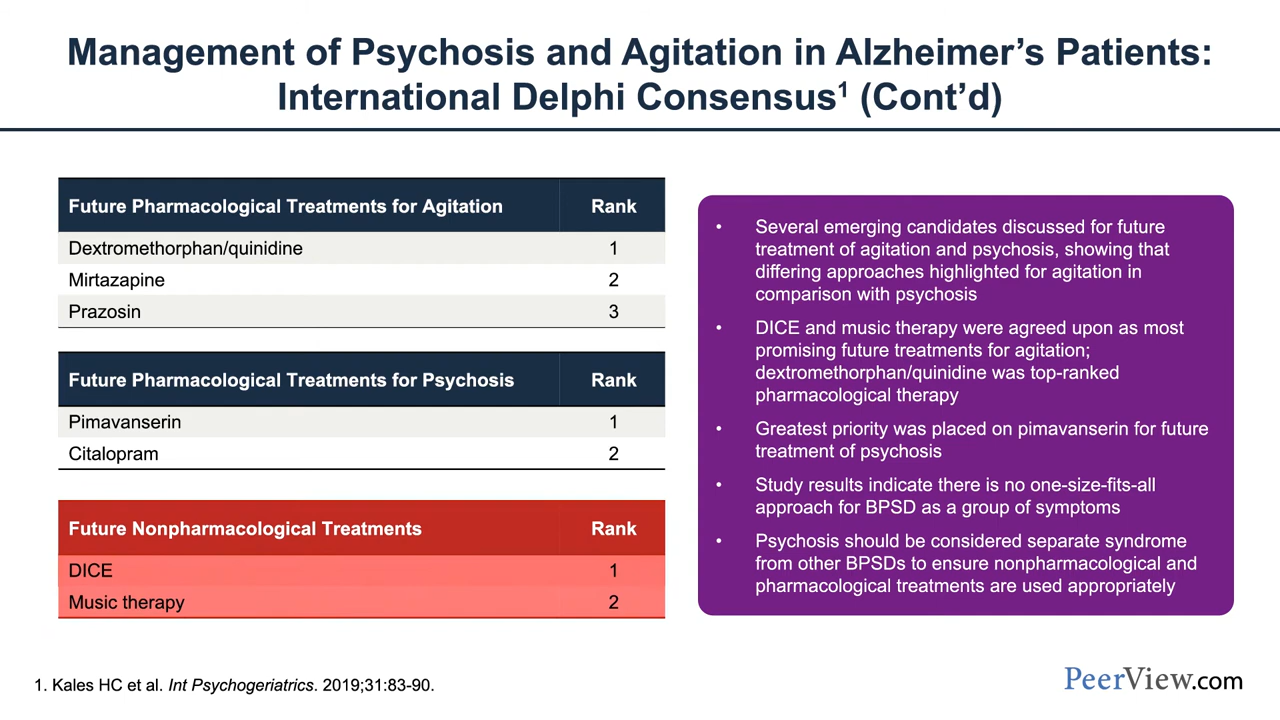 Management of Psychosis and Agitation in Alzheimer’s Patients:
International Delphi Consensus¹ (Cont’d)
Future Pharmacological Treatments for Agitation Rank
Dextromethorphan/quinidine 1
Mirtazapine 2
Prazosin 3
Future Pharmacological Treatments for Psychosis Rank
Pimavanserin 1
Citalopram 2
Future Nonpharmacological Treatments Rank
DICE 1
Music therapy 2
• Several emerging candidates discussed for future
treatment of agitation and psychosis, showing that
differing approaches highlighted for agitation in
comparison with psychosis
• DICE and music therapy were agreed upon as most
promising future treatments for agitation;
dextromethorphan/quinidine was top-ranked
pharmacological therapy
• Greatest priority was placed on pimavanserin for future
treatment of psychosis
• Study results indicate there is no one-size-fits-all
approach for BPSD as a group of symptoms
• Psychosis should be considered separate syndrome
from other BPSDs to ensure nonpharmacological and
pharmacological treatments are used appropriately
1. Kales HC et al. Int Psychogeriatrics. 2019;31:83-90.
PeerView.com